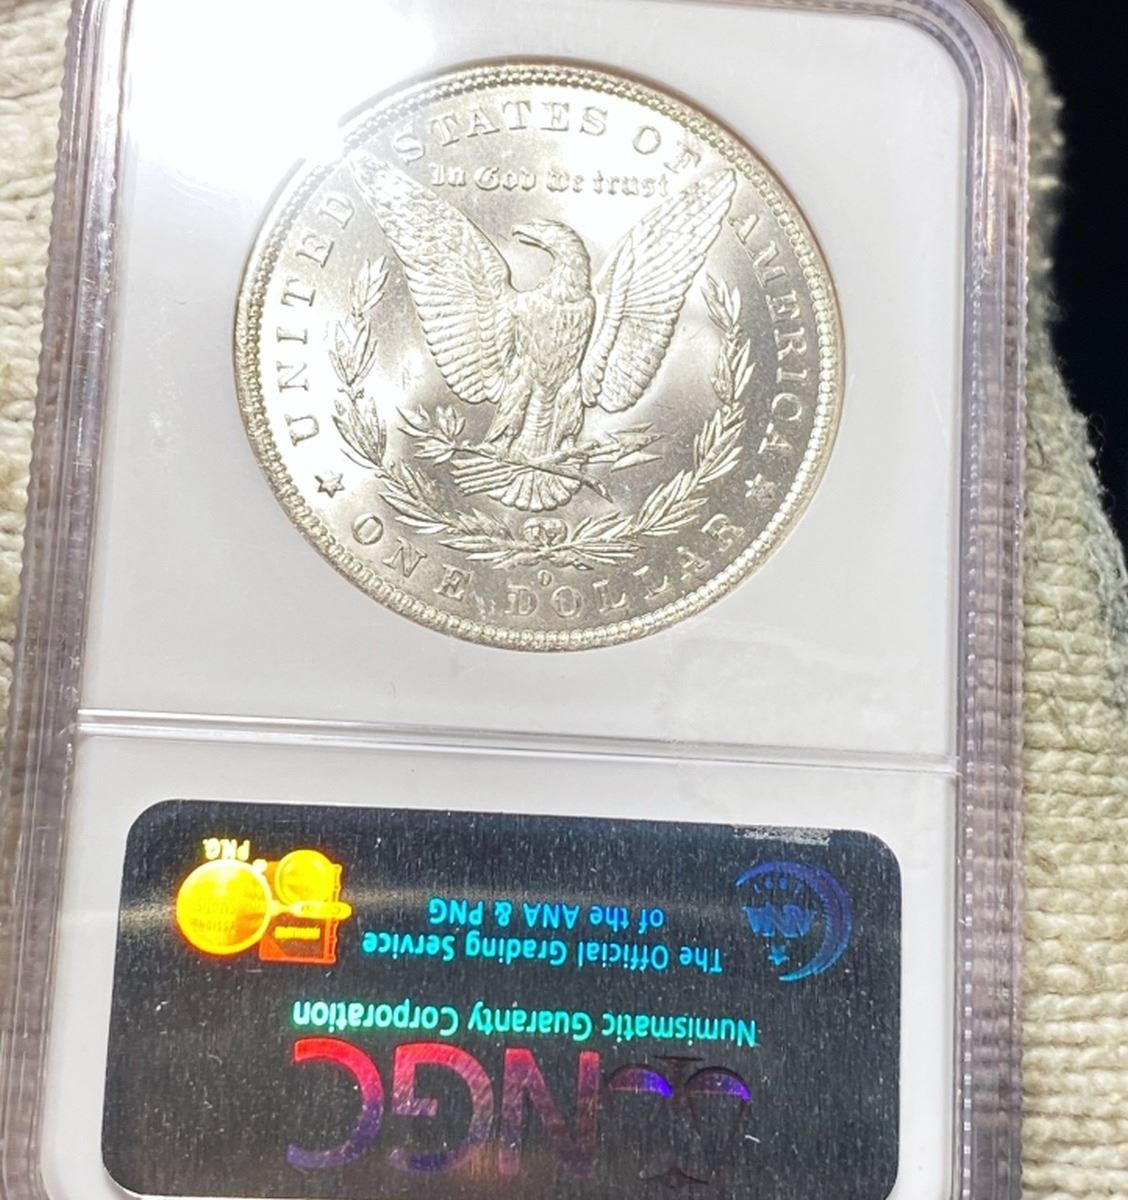 UNITED STATES OF AMERICA
In God we trust
O
ONE DOLLAR
NGC
Numismatic Guaranty Corporation
The Official Grading Service
of the ANA & PNG
ANA
P.N.G.